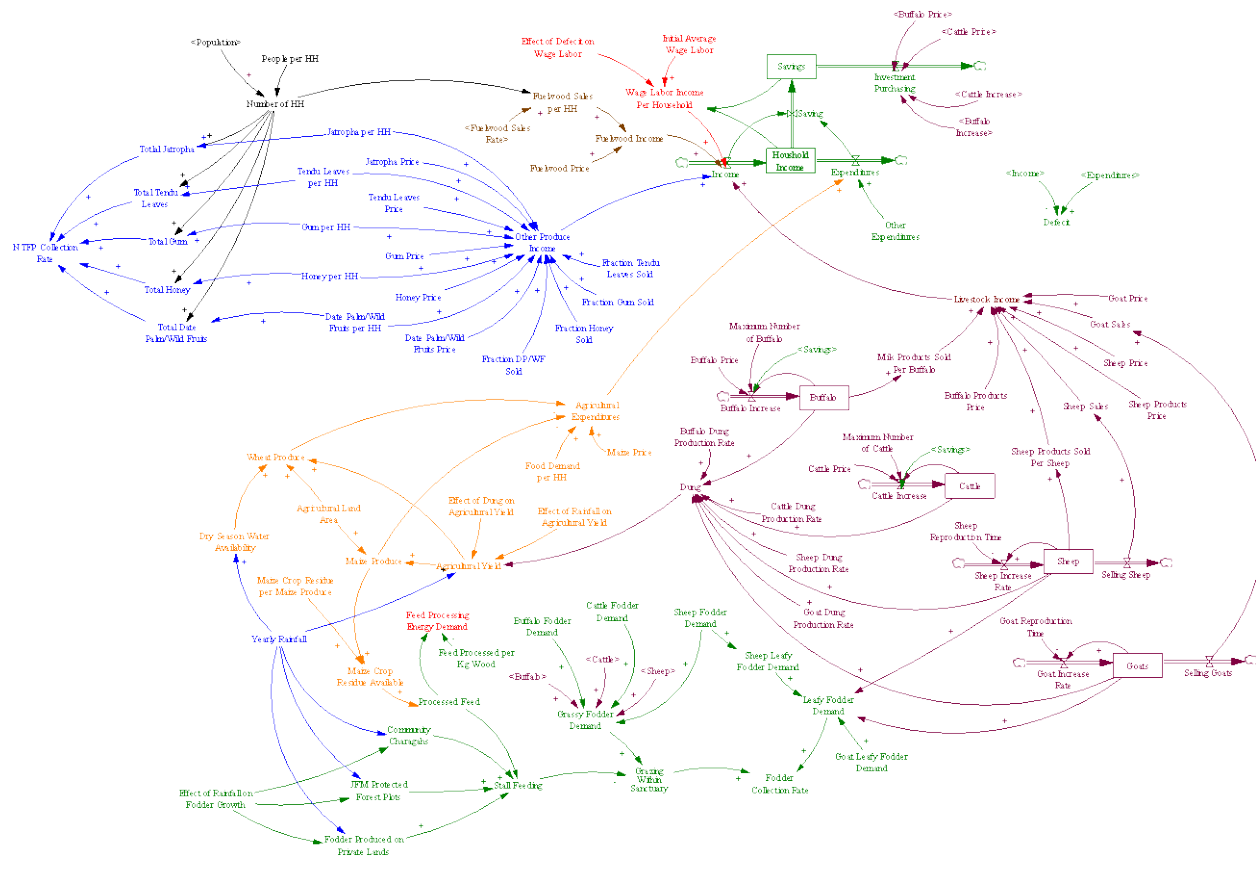 <Population>
People per HH
Number of HH
Effect of Defecit on
Wage Labor
Initial Average
Wage Labor
Wage Labor Income
Per Household
Savings
<Buffalo Price>
<Cattle Price>
Investment
Purchasing
<Cattle Increase>
<Buffalo
Increase>
Fuelwood Sales
per HH
<Fuelwood Sales
Rate>
Fuelwood Income
Fuelwood Price
Saving
Houshold
Income
Income
Expenditures
Other
Expenditures
<Income>
<Expenditures>
Defecit
Jatropha per HH
Total Jatropha
Jatropha Price
Tendu Leaves
per HH
Total Tendu
Leaves
Tendu Leaves
Price
Gum per HH
Total Gum
NTFP Collection
Rate
Other Produce
Income
Gum Price
Fraction Tendu
Leaves Sold
Honey per HH
Total Honey
Honey Price
Fraction Gum Sold
Date Palm/Wild
Fruits per HH
Total Date
Palm/Wild Fruits
Date Palm/Wild
Fruits Price
Fraction Honey
Sold
Fraction DP/WF
Sold
Livestock Income
Goat Price
Goat Sales
Sheep Price
Sheep Products
Price
Sheep Sales
Buffalo Products
Price
Milk Products Sold
Per Buffalo
Maximum Number
of Buffalo
Buffalo Price
<Savings>
Buffalo Increase
Buffalo
Agricultural
Expenditures
Food Demand
per HH
Maize Price
Wheat Produce
Agricultural Land
Area
Dry Season Water
Availability
Effect of Dung on
Agricultural Yield
Effect of Rainfall on
Agricultural Yield
Maize Produce
Agricultural Yield
Maize Crop Residue
per Maize Produce
Buffalo Dung
Production Rate
Dung
Maximum Number
of Cattle
Cattle Price
<Savings>
Cattle Increase
Cattle
Sheep Products Sold
Per Sheep
Cattle Dung
Production Rate
Sheep
Reproduction Time
Sheep Increase
Rate
Sheep
Selling Sheep
Sheep Dung
Production Rate
Goat Dung
Production Rate
Goat Reproduction
Time
Goat Increase
Rate
Goats
Selling Goats
Yearly Rainfall
Feed Processing
Energy Demand
Feed Processed per
Kg Wood
Maize Crop
Residue Available
Processed Feed
Buffalo Fodder
Demand
Cattle Fodder
Demand
Sheep Fodder
Demand
<Cattle>
<Sheep>
<Buffalo>
Grassy Fodder
Demand
Sheep Leafy
Fodder Demand
Leafy Fodder
Demand
Goat Leafy Fodder
Demand
Community
Charagahs
JFM Protected
Forest Plots
Stall Feeding
Grazing
Within
Sanctuary
Fodder
Collection Rate
Effect of Rainfall on
Fodder Growth
Fodder Produced on
Private Lands